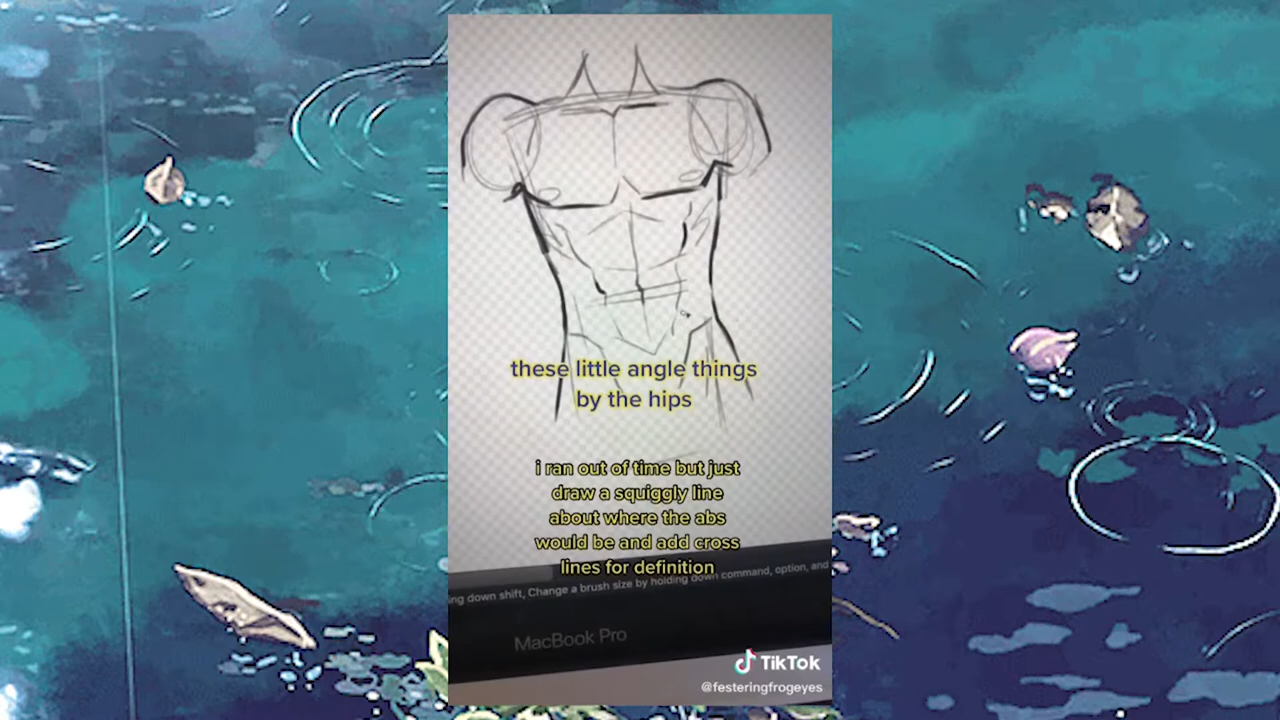 these little angle things
by the hips
i ran out of time but just
draw a squiggly line
about where the abs
would be and add cross
lines for definition
ing down shift, Change a brush size by holding down command, option, and
MacBook Pro
TikTok
@festeringfrogeyes